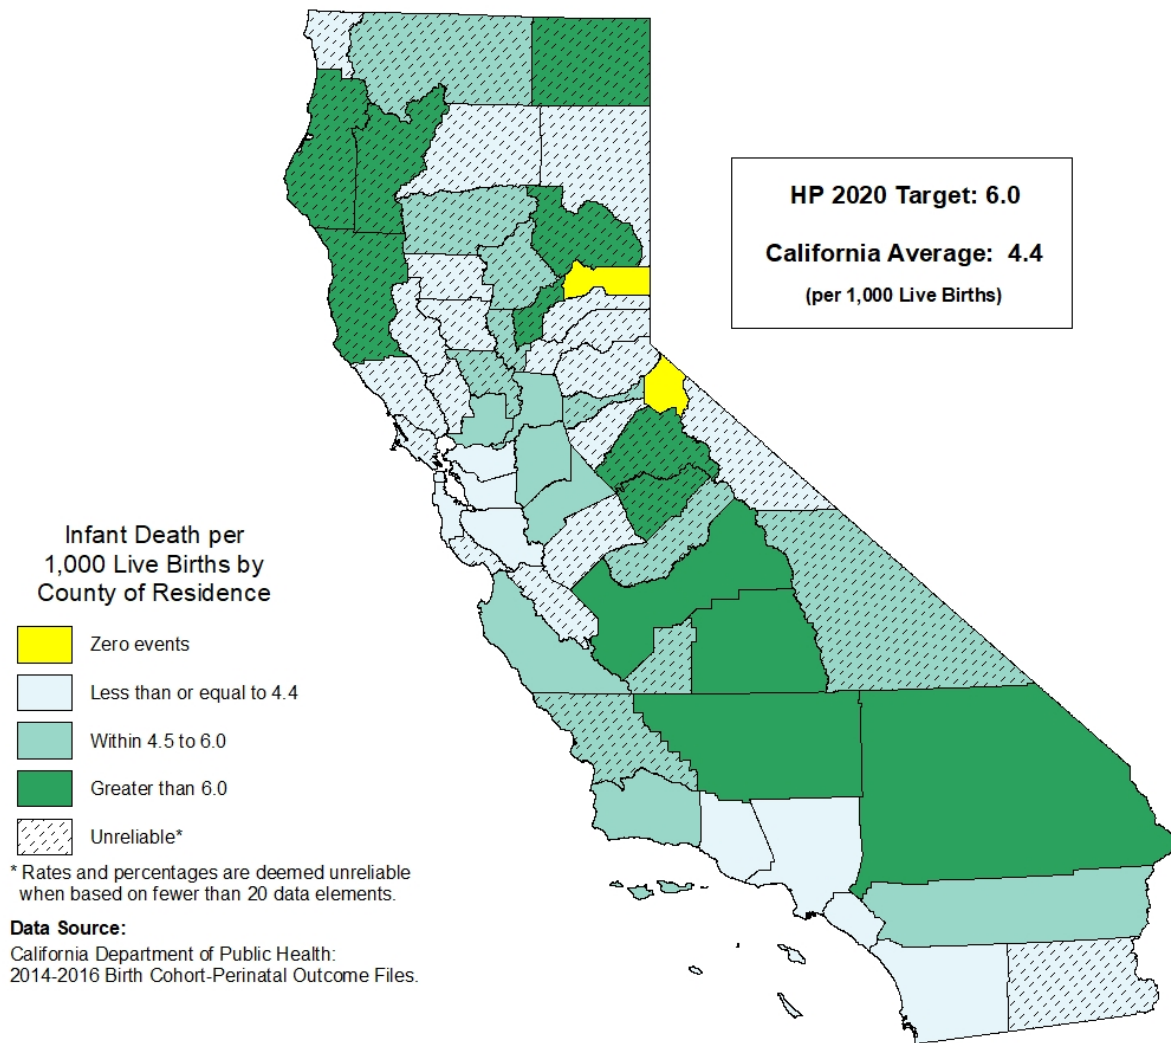 HP 2020 Target: 6.0
California Average: 4.4
(per 1,000 Live Births)
Infant Death per
1,000 Live Births by
County of Residence
Zero events
Less than or equal to 4.4
Within 4.5 to 6.0
Greater than 6.0
Unreliable*
* Rates and percentages are deemed unreliable
when based on fewer than 20 data elements.
Data Source:
California Department of Public Health:
2014-2016 Birth Cohort-Perinatal Outcome Files.